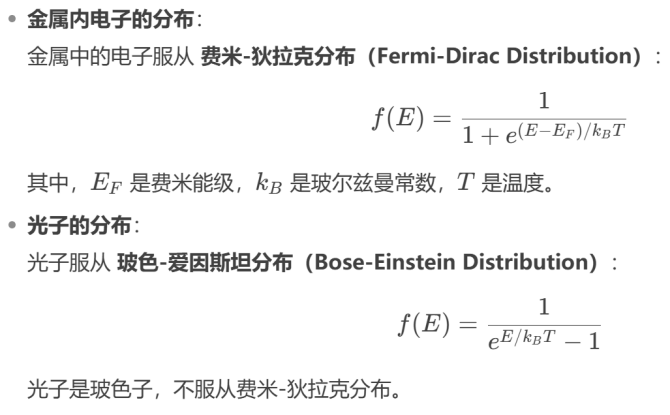 • 金属内电子的分布：
金属中的电子服从 费米-狄拉克分布（Fermi-Dirac Distribution）：
f(E) = \frac{1}{1 + e^{(E-E_F)/k_BT}}
其中，E_F 是费米能级，k_B 是玻尔兹曼常数，T 是温度。
• 光子的分布：
光子服从 玻色-爱因斯坦分布（Bose-Einstein Distribution）：
f(E) = \frac{1}{e^{E/k_BT} - 1}
光子是玻色子，不服从费米-狄拉克分布。